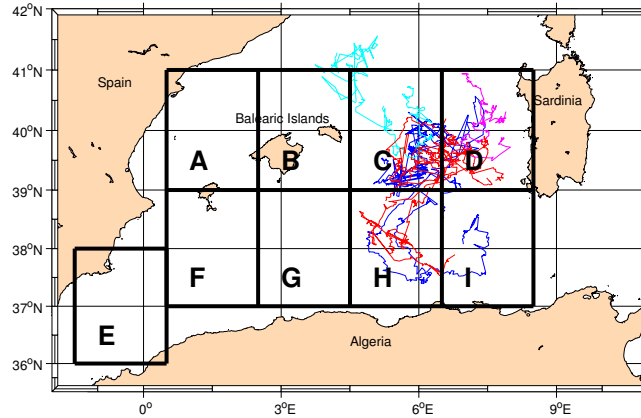 42°N
41°N
40°N
39°N
38°N
37°N
36°N
Spain
Balearic Islands
Sardinia
A
B
C
D
F
G
H
I
E
Algeria
0°
3°E
6°E
9°E